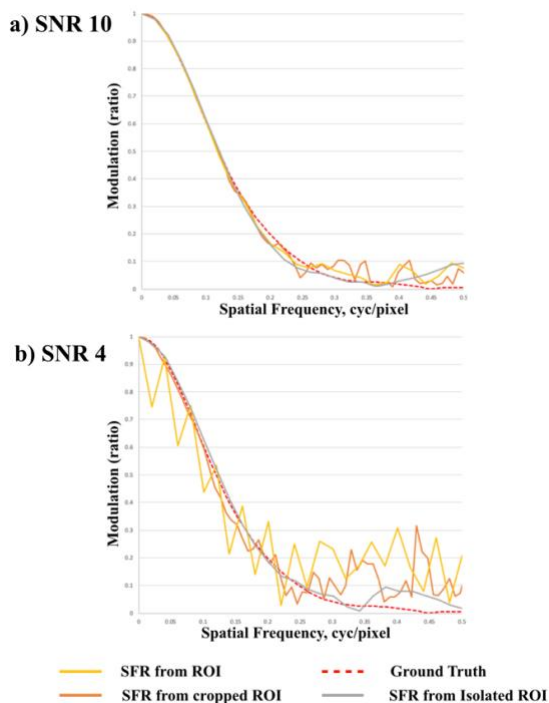 a) SNR 10
Modulation (ratio)
1
0.9
0.8
0.7
0.6
0.5
0.4
0.3
0.2
0.1
0
0 0.05 0.1 0.15 0.2 0.25 0.3 0.35 0.4 0.45 0.5
Spatial Frequency, cyc/pixel
b) SNR 4
Modulation (ratio)
1
0.9
0.8
0.7
0.6
0.5
0.4
0.3
0.2
0.1
0
0 0.05 0.1 0.15 0.2 0.25 0.3 0.35 0.4 0.45 0.5
Spatial Frequency, cyc/pixel
SFR from ROI Ground Truth
SFR from cropped ROI SFR from Isolated ROI